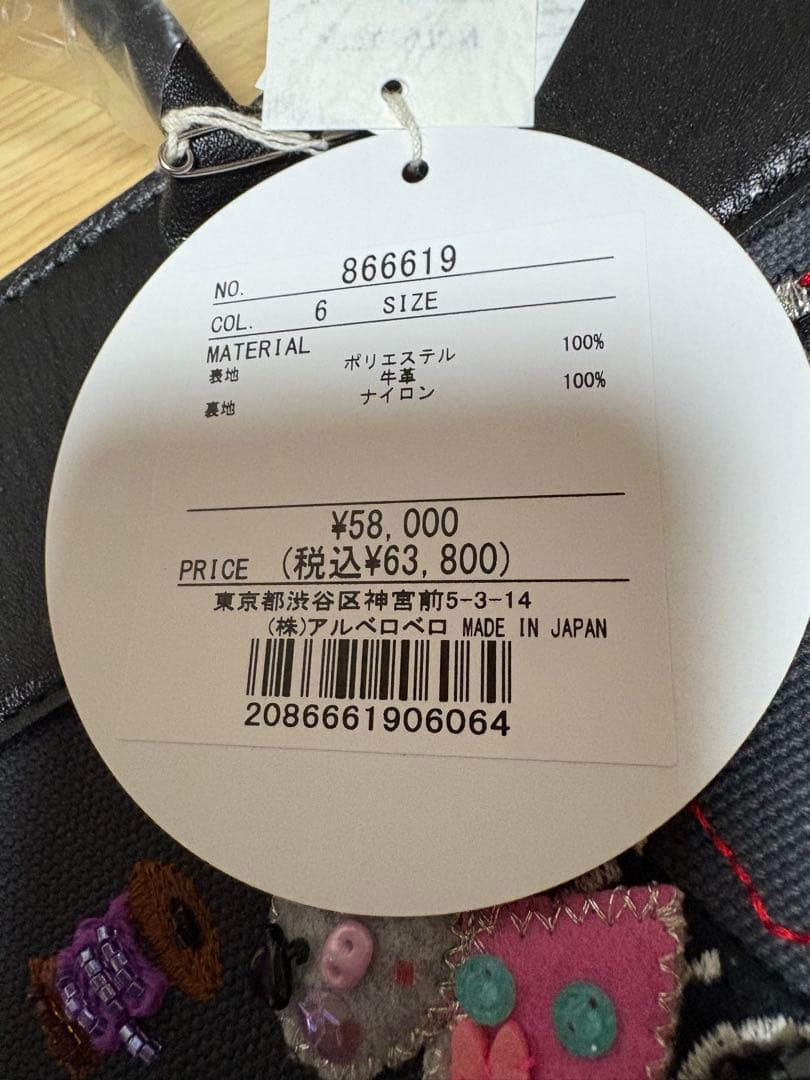 NO. 866619
COL. 6 SIZE
MATERIAL
表地 ポリエステル 100%
牛革
裏地 ナイロン 100%
¥58,000
PRICE (税込¥63,800)
東京都渋谷区神宮前5-3-14
(株)アルベロベロ MADE IN JAPAN
2086661906064